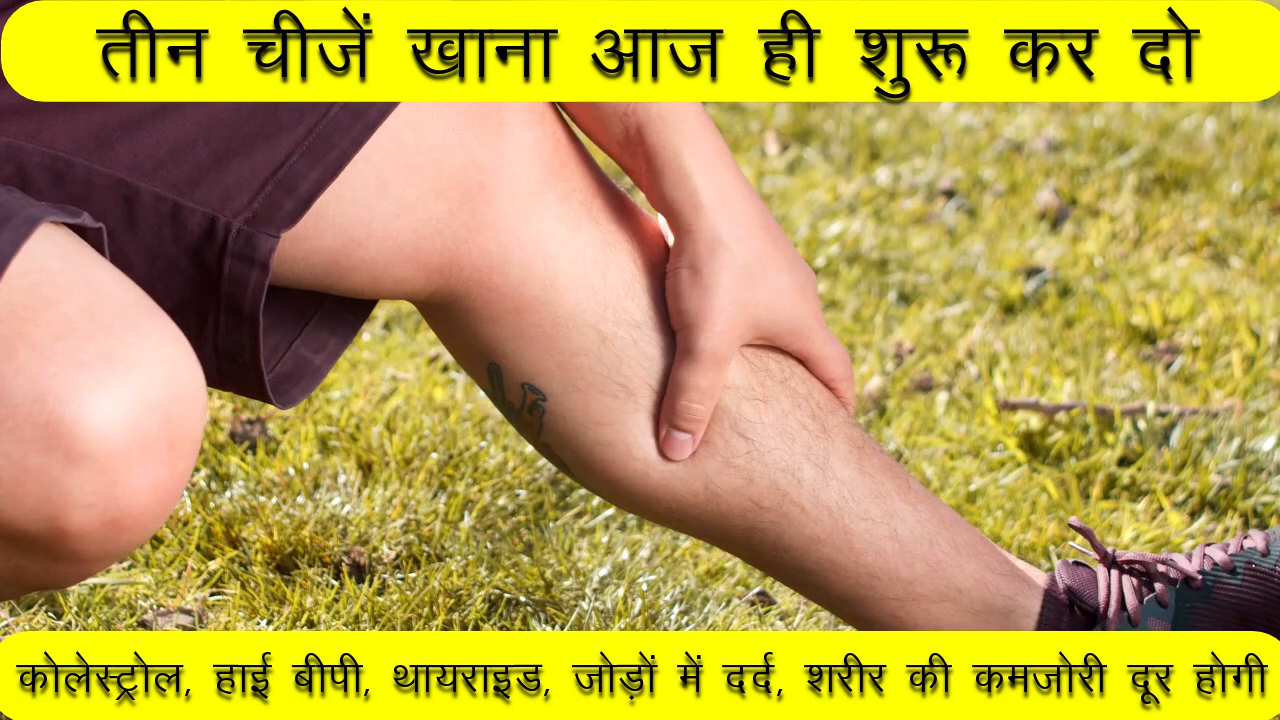 तीन चीजें खाना आज ही शुरू कर दो
कोलेस्ट्रोल, हाई बीपी, थायराइड, जोड़ों में दर्द, शरीर की कमजोरी दूर होगी